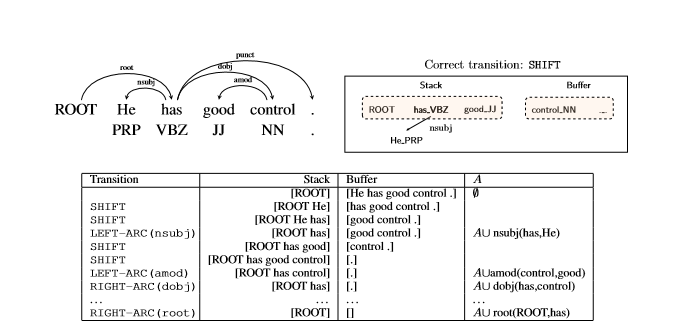 punct
root
dobj
nsubj
amod
ROOT He has good control .
PRP VBZ JJ NN .
Correct transition: SHIFT
Stack Buffer
ROOT has_VBZ good_JJ control_NN ._.
nsubj
He_PRP
Transition Stack Buffer A
[ROOT] [He has good control .] ∅
SHIFT [ROOT He] [has good control .]
SHIFT [ROOT He has] [good control .]
LEFT-ARC(nsubj) [ROOT has] [good control .] A∪ nsubj(has,He)
SHIFT [ROOT has good] [control .]
SHIFT [ROOT has good control] [.]
LEFT-ARC(amod) [ROOT has control] [.] A∪amod(control,good)
RIGHT-ARC(dobj) [ROOT has] [.] A∪ dobj(has,control)
... ... ... ...
RIGHT-ARC(root) [ROOT] [] A∪ root(ROOT,has)